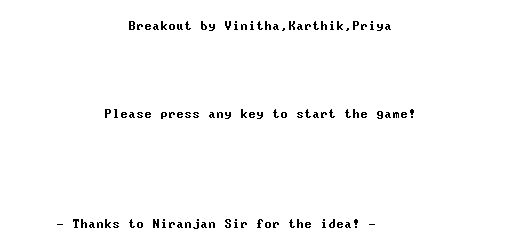 Breakout by Vinitha,Karthik,Priya
Please press any key to start the game!
- Thanks to Niranjan Sir for the idea! -